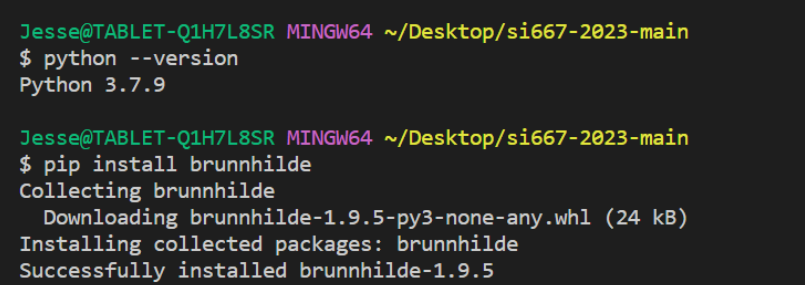 Jesse@TABLET-Q1H7L8SR MINGW64 ~/Desktop/si667-2023-main
$ python --version
Python 3.7.9
Jesse@TABLET-Q1H7L8SR MINGW64 ~/Desktop/si667-2023-main
$ pip install brunnhilde
Collecting brunnhilde
  Downloading brunnhilde-1.9.5-py3-none-any.whl (24 kB)
Installing collected packages: brunnhilde
Successfully installed brunnhilde-1.9.5